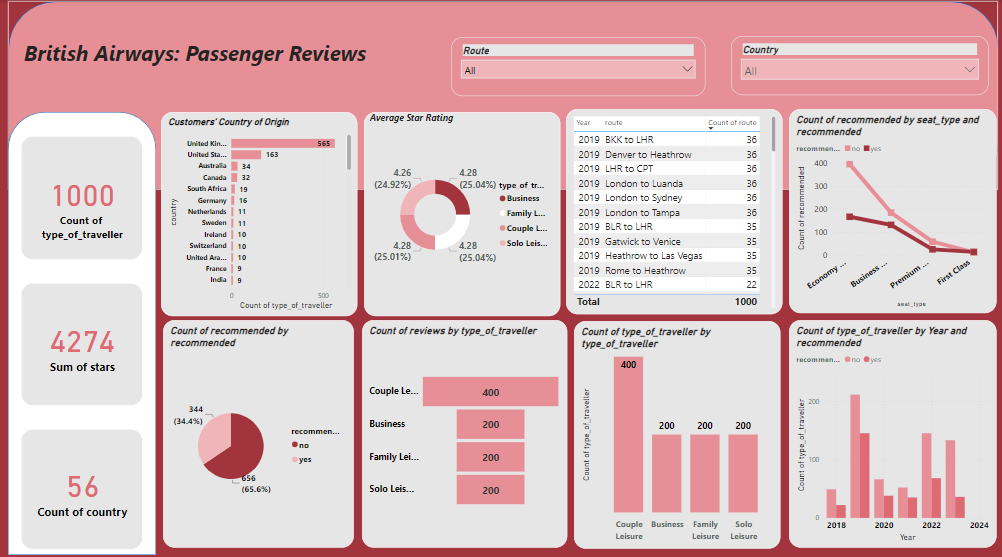 British Airways: Passenger Reviews
Route
All
Country
All
1000
Count of
type_of_traveller
4274
Sum of stars
56
Count of country
Customers' Country of Origin
country
United Kin...
565
United Sta...
163
Australia
34
Canada
32
South Africa
19
Germany
16
Netherlands
11
Sweden
11
Ireland
10
Switzerland
10
United Ara...
10
France
9
India
9
0
500
Count of type_of_traveller
Average Star Rating
4.26
(24.92%)
4.28
(25.04%)
4.28
(25.01%)
4.28
(25.04%)
type_of_tr...
Business
Family L...
Couple L...
Solo Leis...
Year route Count of route
2019 BKK to LHR 36
2019 Denver to Heathrow 36
2019 LHR to CPT 36
2019 London to Luanda 36
2019 London to Sydney 36
2019 London to Tampa 36
2019 BLR to LHR 35
2019 Gatwick to Venice 35
2019 Heathrow to Las Vegas 35
2019 Rome to Heathrow 35
2022 BLR to LHR 22
Total 1000
Count of recommended by seat_type and
recommended
recommen... no yes
Count of recommended
400
300
200
100
0
Economy ...
Business ...
Premium ...
First Class
seat_type
Count of recommended by
recommended
344
(34.4%)
656
(65.6%)
recommen...
no
yes
Count of reviews by type_of_traveller
Couple Le...
400
Business
200
Family Lei...
200
Solo Leis...
200
Count of type_of_traveller by
type_of_traveller
Count of type_of_traveller
400
200
200
200
Couple
Leisure
Business
Family
Leisure
Solo
Leisure
Count of type_of_traveller by Year and
recommended
recommen... no yes
Count of type_of_traveller
200
100
0
2018 2020 2022 2024
Year